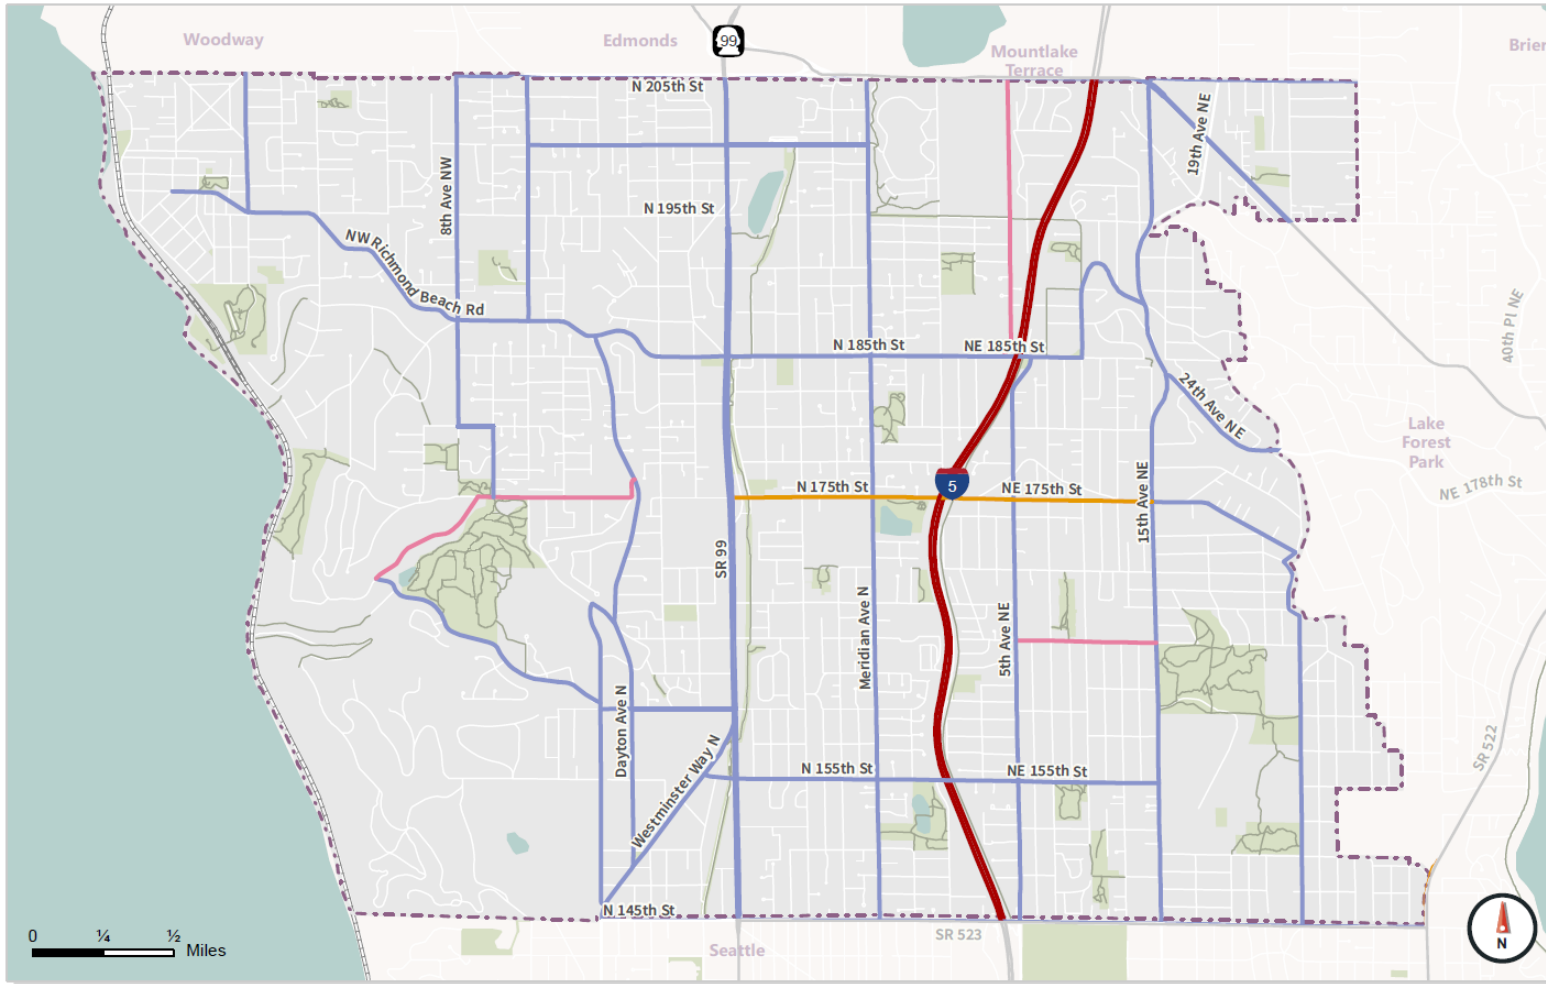 Woodway
Edmonds
99
Mountlake
Terrace
Brier
N 205th St
19th Ave NE
8th Ave NW
N 195th St
NW Richmond Beach Rd
N 185th St
NE 185th St
40th Pl NE
24th Ave NE
Lake
Forest
Park
5
N 175th St
NE 175th St
NE 178th St
15th Ave NE
SR 99
Meridian Ave N
5th Ave NE
Dayton Ave N
Westminster Way N
N 155th St
NE 155th St
SR 522
N 145th St
SR 523
Seattle
0 ¼ ½
Miles
N